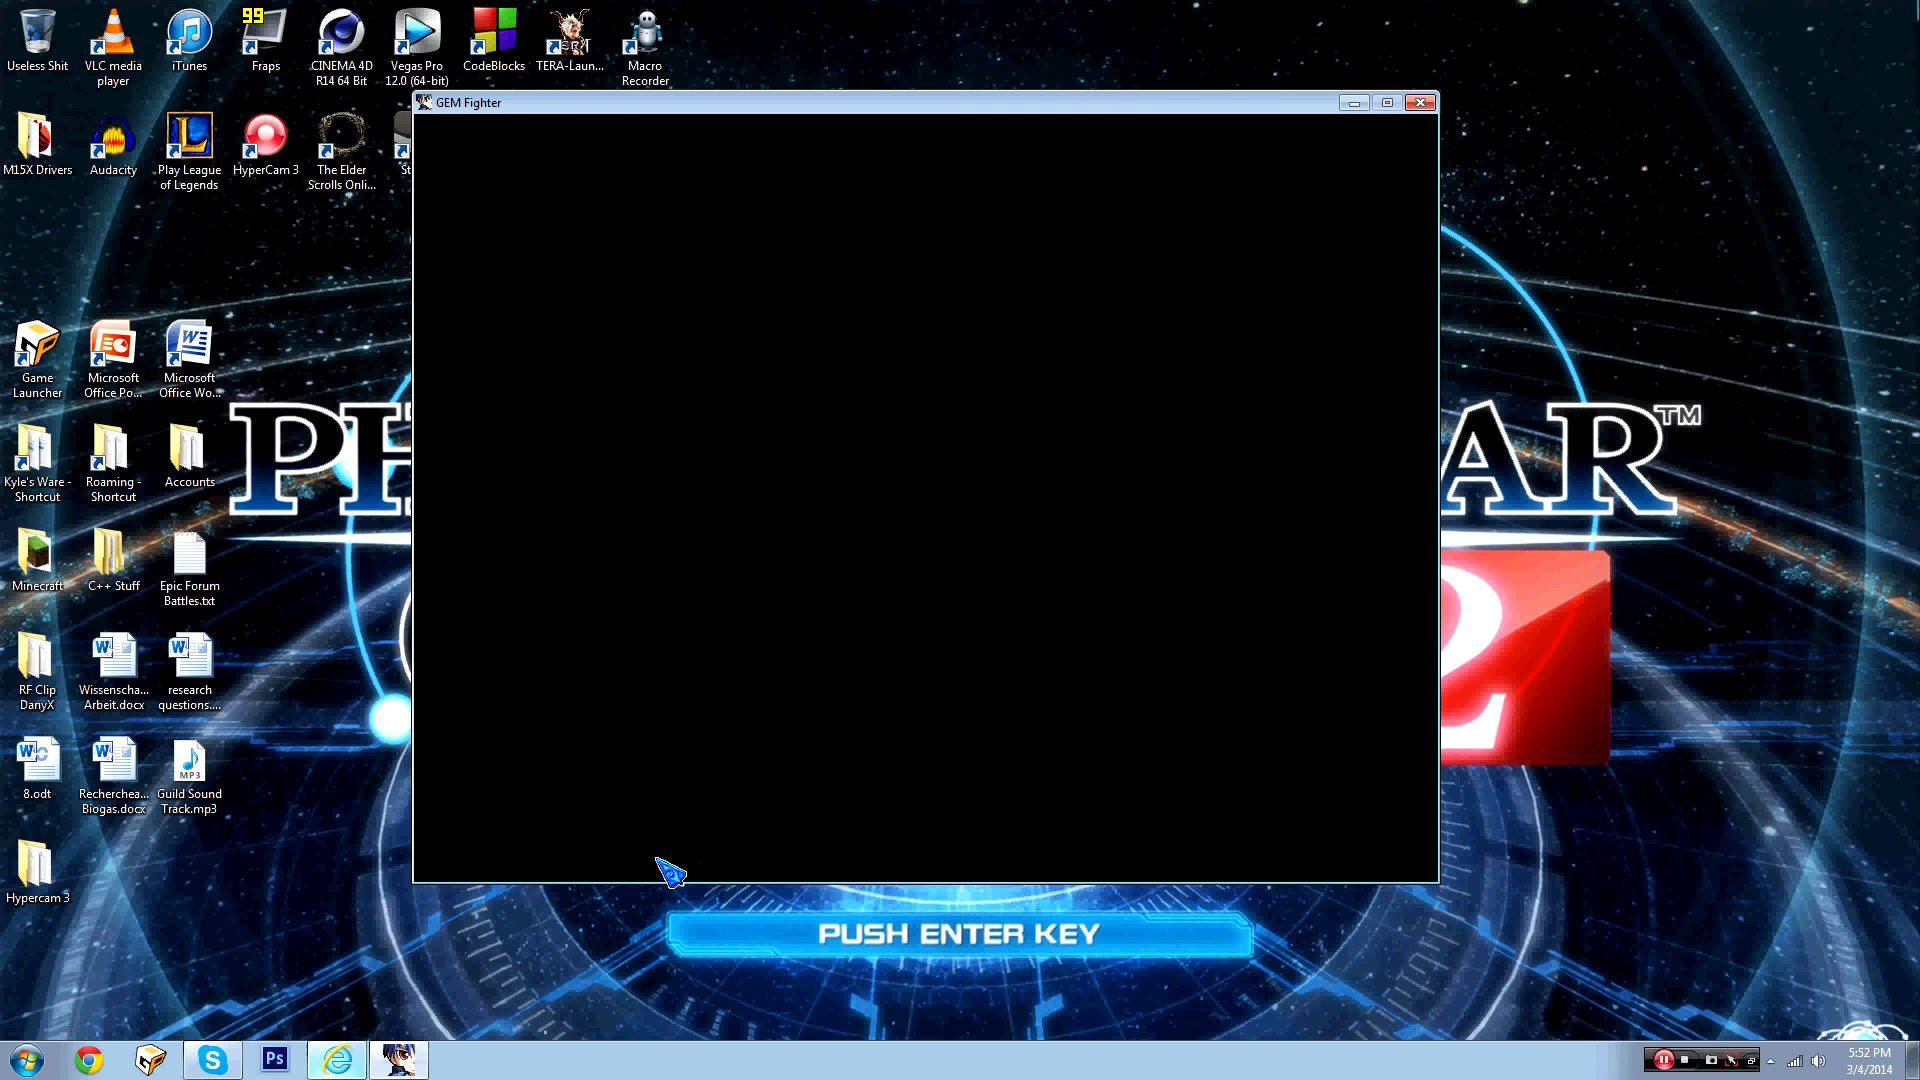 99
Useless Shit
VLC media player
iTunes
Fraps
CINEMA 4D R14 64 Bit
Vegas Pro 12.0 (64-bit)
CodeBlocks
TERA-Laun...
Macro Recorder
GEM Fighter
M15X Drivers
Audacity
Play League of Legends
HyperCam 3
The Elder Scrolls Onli...
St
Game Launcher
Microsoft Office Po...
Microsoft Office Wo...
PH
AR™
Kyle's Ware - Shortcut
Roaming - Shortcut
Accounts
Minecraft
C++ Stuff
Epic Forum Battles.txt
2
RF Clip DanyX
Wissenscha... Arbeit.docx
research questions....
8.odt
Recherchea... Biogas.docx
MP3
Guild Sound Track.mp3
Hypercam 3
PUSH ENTER KEY
Ps
5:52 PM
3/4/2014